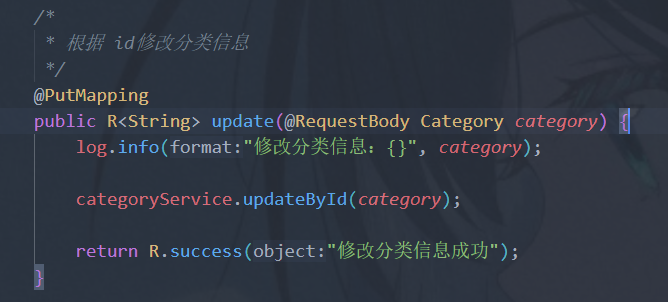 /*
 * 根据 id修改分类信息
 */
@PutMapping
public R<String> update(@RequestBody Category category) {
    log.info(format:"修改分类信息：{}", category);
    categoryService.updateById(category);
    return R.success(object:"修改分类信息成功");
}